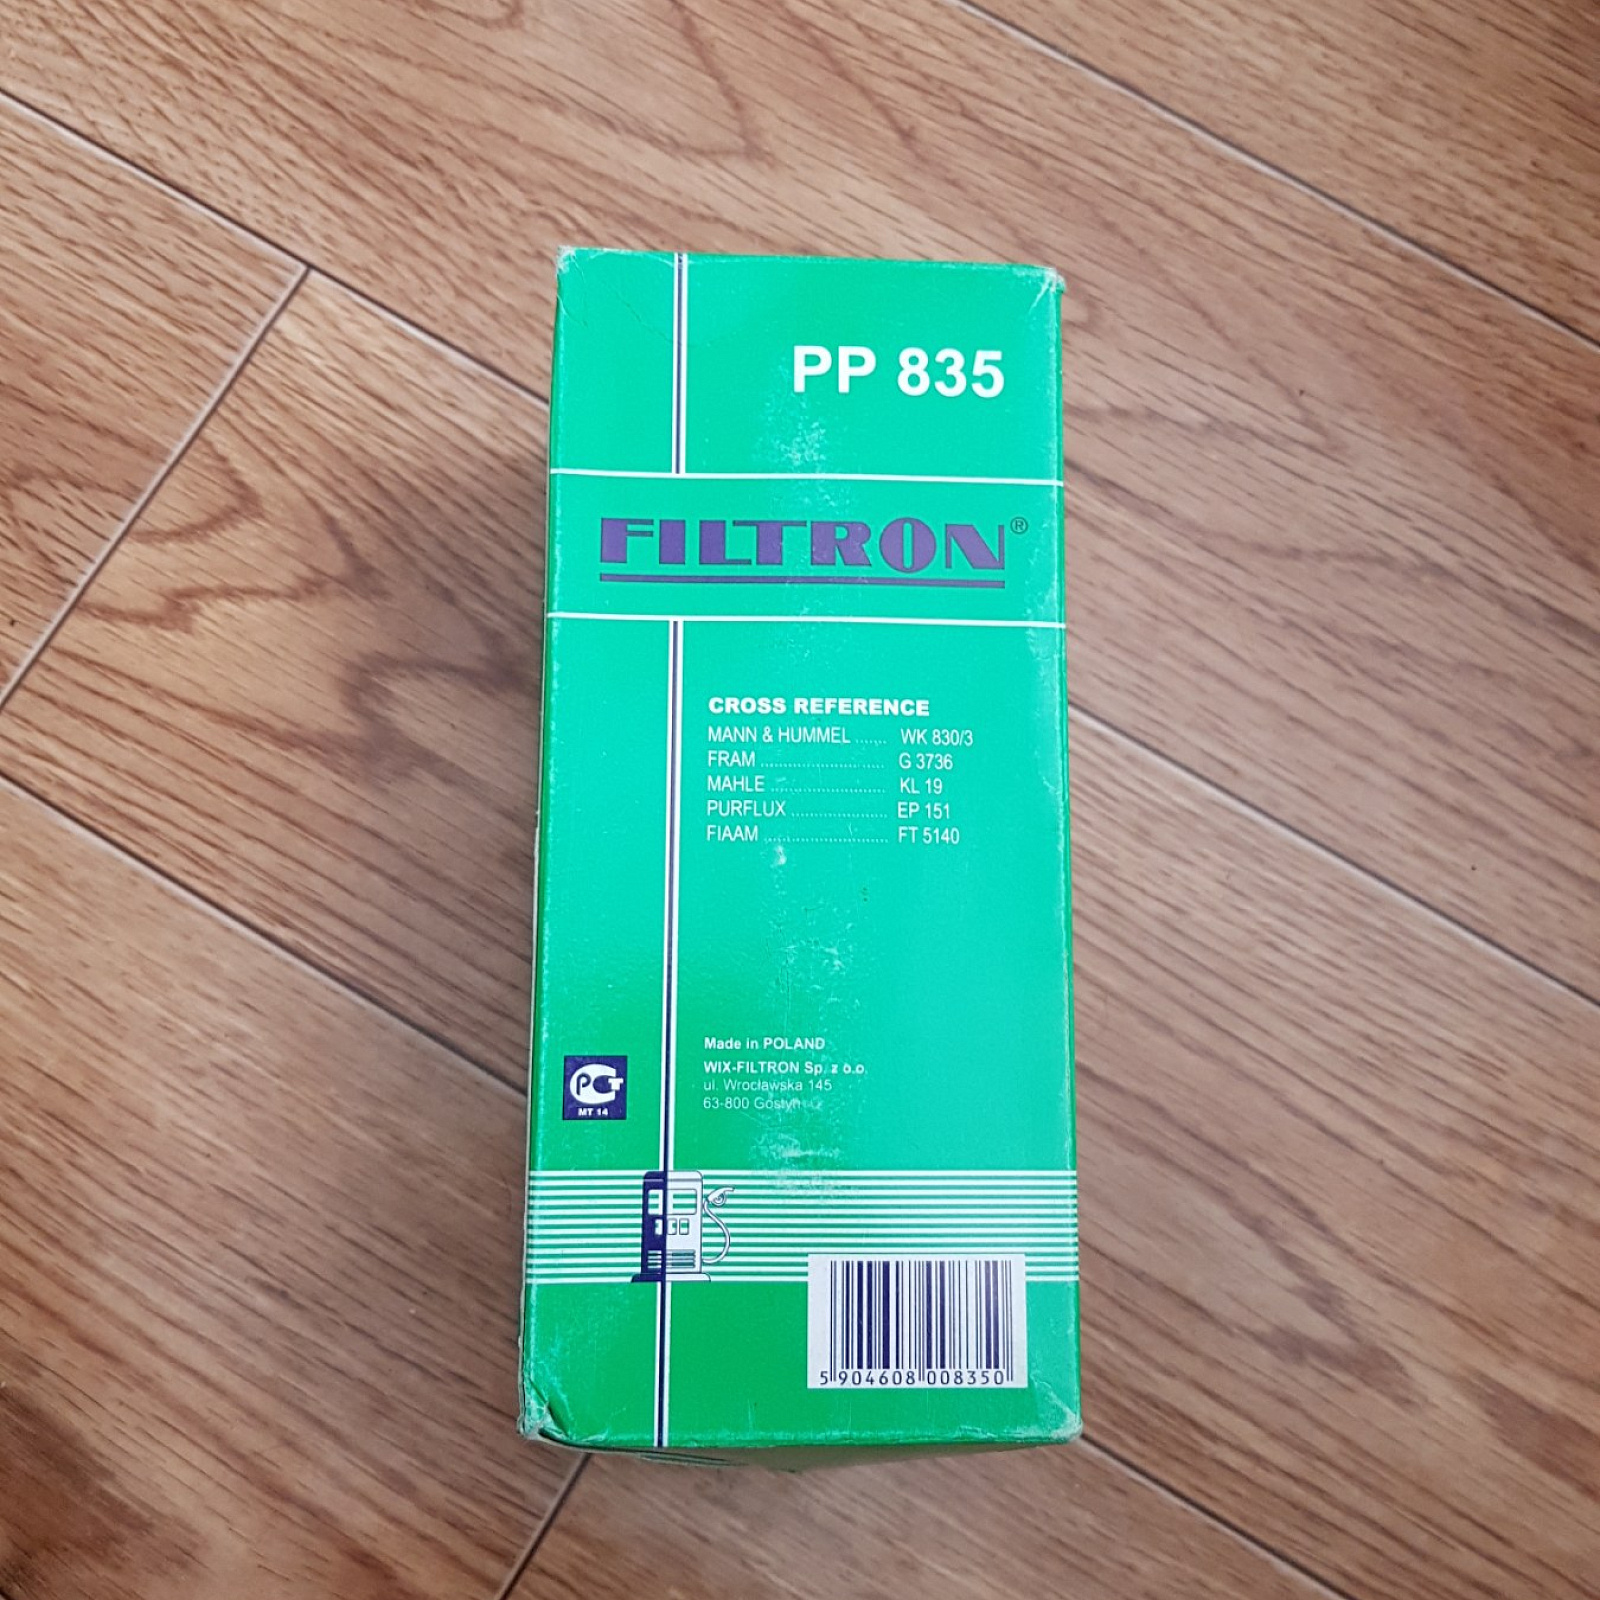 PP 835
FILTRON®
CROSS REFERENCE
MANN & HUMMEL ....... WK 830/3
FRAM ............................ G 3736
MAHLE .......................... KL 19
PURFLUX ...................... EP 151
FIAAM ............................ FT 5140
Made in POLAND
WIX-FILTRON Sp. z o.o.
ul. Wrocławska 145
63-800 Gostyń
PCT
MT 14
5 904608 008350